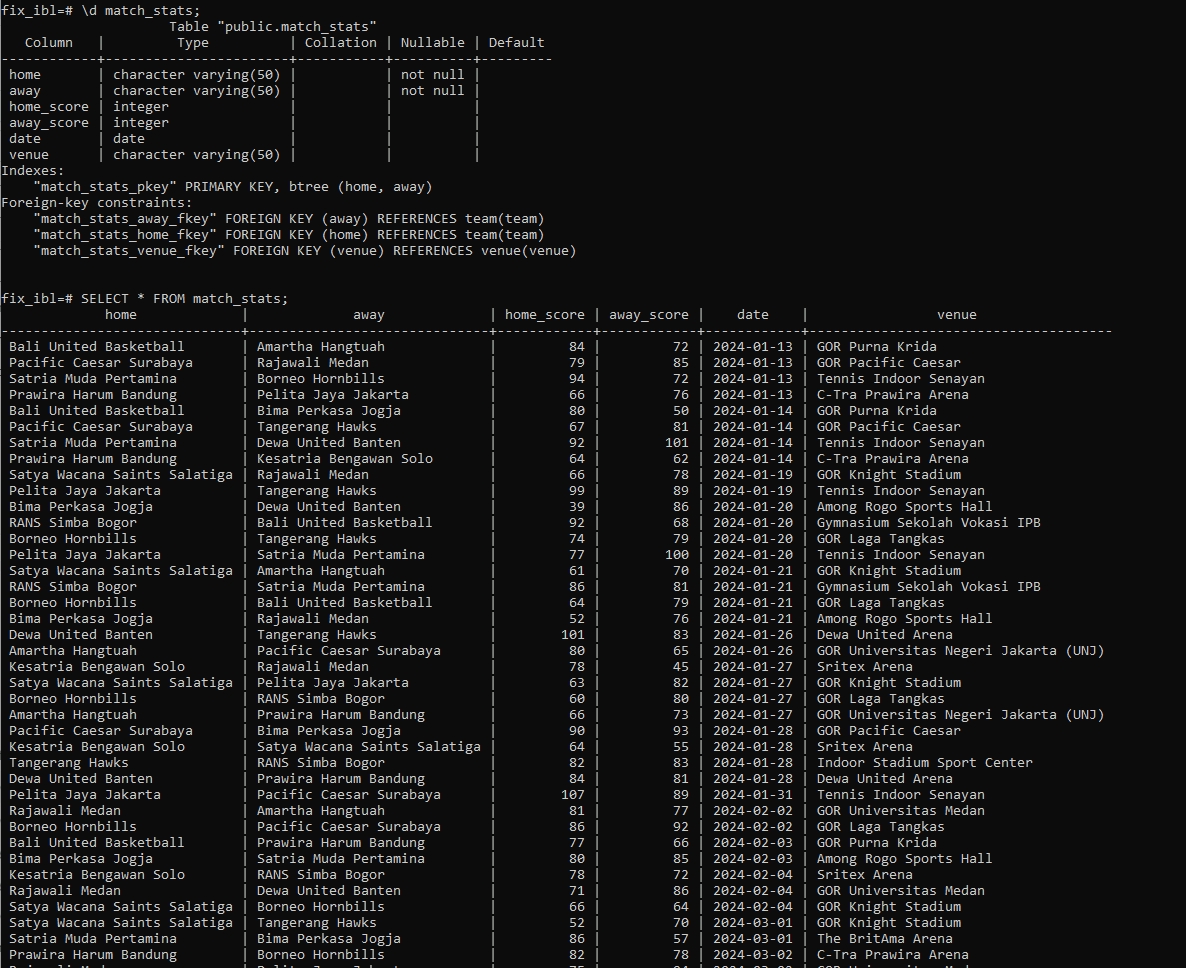 fix_ibl=# \d match_stats;
Table "public.match_stats"
Column | Type | Collation | Nullable | Default
------------+-----------------------+-----------+----------+---------
home | character varying(50) | | not null |
away | character varying(50) | | not null |
home_score | integer | | |
away_score | integer | | |
date | date | | |
venue | character varying(50) | | |
Indexes:
"match_stats_pkey" PRIMARY KEY, btree (home, away)
Foreign-key constraints:
"match_stats_away_fkey" FOREIGN KEY (away) REFERENCES team(team)
"match_stats_home_fkey" FOREIGN KEY (home) REFERENCES team(team)
"match_stats_venue_fkey" FOREIGN KEY (venue) REFERENCES venue(venue)
fix_ibl=# SELECT * FROM match_stats;
home | away | home_score | away_score | date | venue
------------------------------+------------------------------+------------+------------+------------+--------------------------------------
Bali United Basketball | Amartha Hangtuah | 84 | 72 | 2024-01-13 | GOR Purna Krida
Pacific Caesar Surabaya | Rajawali Medan | 79 | 85 | 2024-01-13 | GOR Pacific Caesar
Satria Muda Pertamina | Borneo Hornbills | 94 | 72 | 2024-01-13 | Tennis Indoor Senayan
Prawira Harum Bandung | Pelita Jaya Jakarta | 66 | 76 | 2024-01-13 | C-Tra Prawira Arena
Bali United Basketball | Bima Perkasa Jogja | 80 | 50 | 2024-01-14 | GOR Purna Krida
Pacific Caesar Surabaya | Tangerang Hawks | 67 | 81 | 2024-01-14 | GOR Pacific Caesar
Satria Muda Pertamina | Dewa United Banten | 92 | 101 | 2024-01-14 | Tennis Indoor Senayan
Prawira Harum Bandung | Kesatria Bengawan Solo | 64 | 62 | 2024-01-14 | C-Tra Prawira Arena
Satya Wacana Saints Salatiga | Rajawali Medan | 66 | 78 | 2024-01-19 | GOR Knight Stadium
Pelita Jaya Jakarta | Tangerang Hawks | 99 | 89 | 2024-01-19 | Tennis Indoor Senayan
Bima Perkasa Jogja | Dewa United Banten | 39 | 86 | 2024-01-20 | Among Rogo Sports Hall
RANS Simba Bogor | Bali United Basketball | 92 | 68 | 2024-01-20 | Gymnasium Sekolah Vokasi IPB
Borneo Hornbills | Tangerang Hawks | 74 | 79 | 2024-01-20 | GOR Laga Tangkas
Pelita Jaya Jakarta | Satria Muda Pertamina | 77 | 100 | 2024-01-20 | Tennis Indoor Senayan
Satya Wacana Saints Salatiga | Amartha Hangtuah | 61 | 70 | 2024-01-21 | GOR Knight Stadium
RANS Simba Bogor | Satria Muda Pertamina | 86 | 81 | 2024-01-21 | Gymnasium Sekolah Vokasi IPB
Borneo Hornbills | Bali United Basketball | 64 | 79 | 2024-01-21 | GOR Laga Tangkas
Bima Perkasa Jogja | Rajawali Medan | 52 | 76 | 2024-01-21 | Among Rogo Sports Hall
Dewa United Banten | Tangerang Hawks | 101 | 83 | 2024-01-26 | Dewa United Arena
Amartha Hangtuah | Pacific Caesar Surabaya | 80 | 65 | 2024-01-26 | GOR Universitas Negeri Jakarta (UNJ)
Kesatria Bengawan Solo | Rajawali Medan | 78 | 45 | 2024-01-27 | Sritex Arena
Satya Wacana Saints Salatiga | Pelita Jaya Jakarta | 63 | 82 | 2024-01-27 | GOR Knight Stadium
Borneo Hornbills | RANS Simba Bogor | 60 | 80 | 2024-01-27 | GOR Laga Tangkas
Amartha Hangtuah | Prawira Harum Bandung | 66 | 73 | 2024-01-27 | GOR Universitas Negeri Jakarta (UNJ)
Pacific Caesar Surabaya | Bima Perkasa Jogja | 90 | 93 | 2024-01-28 | GOR Pacific Caesar
Kesatria Bengawan Solo | Satya Wacana Saints Salatiga | 64 | 55 | 2024-01-28 | Sritex Arena
Tangerang Hawks | RANS Simba Bogor | 82 | 83 | 2024-01-28 | Indoor Stadium Sport Center
Dewa United Banten | Prawira Harum Bandung | 84 | 81 | 2024-01-28 | Dewa United Arena
Pelita Jaya Jakarta | Pacific Caesar Surabaya | 107 | 89 | 2024-01-31 | Tennis Indoor Senayan
Rajawali Medan | Amartha Hangtuah | 81 | 77 | 2024-02-02 | GOR Universitas Medan
Borneo Hornbills | Pacific Caesar Surabaya | 86 | 92 | 2024-02-02 | GOR Laga Tangkas
Bali United Basketball | Prawira Harum Bandung | 77 | 66 | 2024-02-03 | GOR Purna Krida
Bima Perkasa Jogja | Satria Muda Pertamina | 80 | 85 | 2024-02-03 | Among Rogo Sports Hall
Kesatria Bengawan Solo | RANS Simba Bogor | 78 | 72 | 2024-02-04 | Sritex Arena
Rajawali Medan | Dewa United Banten | 71 | 86 | 2024-02-04 | GOR Universitas Medan
Satya Wacana Saints Salatiga | Borneo Hornbills | 66 | 64 | 2024-02-04 | GOR Knight Stadium
Satya Wacana Saints Salatiga | Tangerang Hawks | 52 | 70 | 2024-03-01 | GOR Knight Stadium
Satria Muda Pertamina | Bima Perkasa Jogja | 86 | 57 | 2024-03-01 | The BritAma Arena
Prawira Harum Bandung | Borneo Hornbills | 82 | 78 | 2024-03-02 | C-Tra Prawira Arena